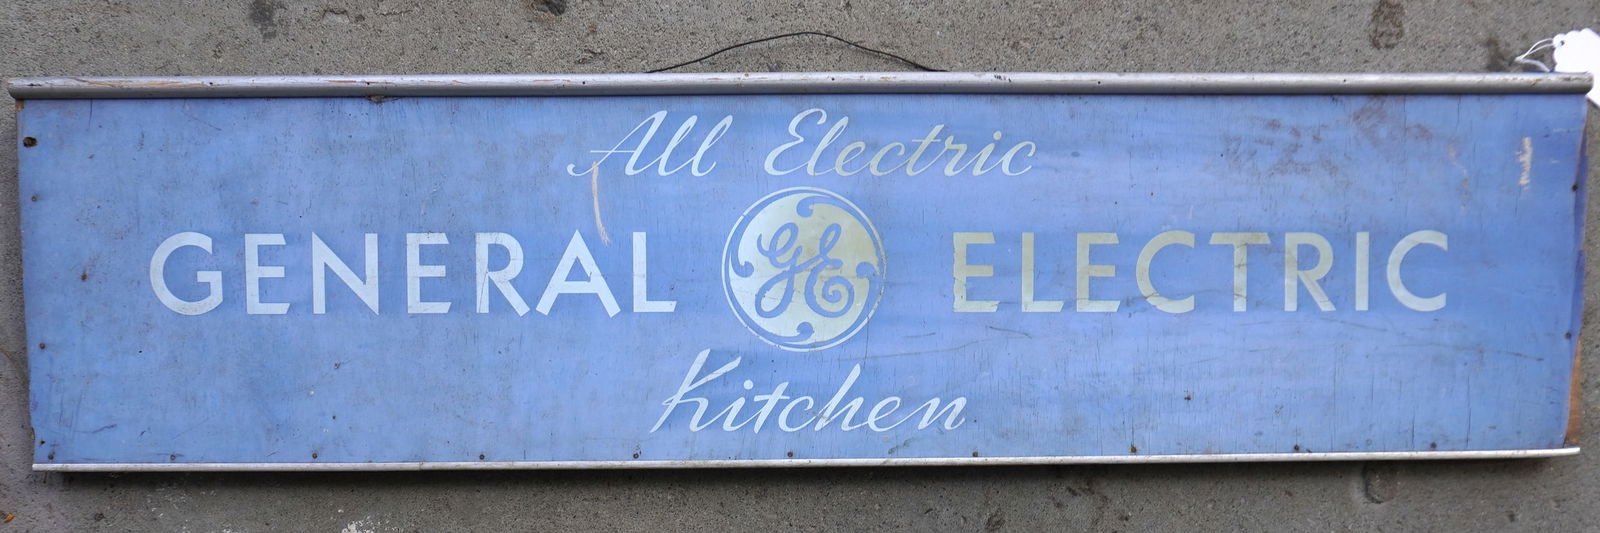 All Electric
GENERAL GE ELECTRIC
Kitchen